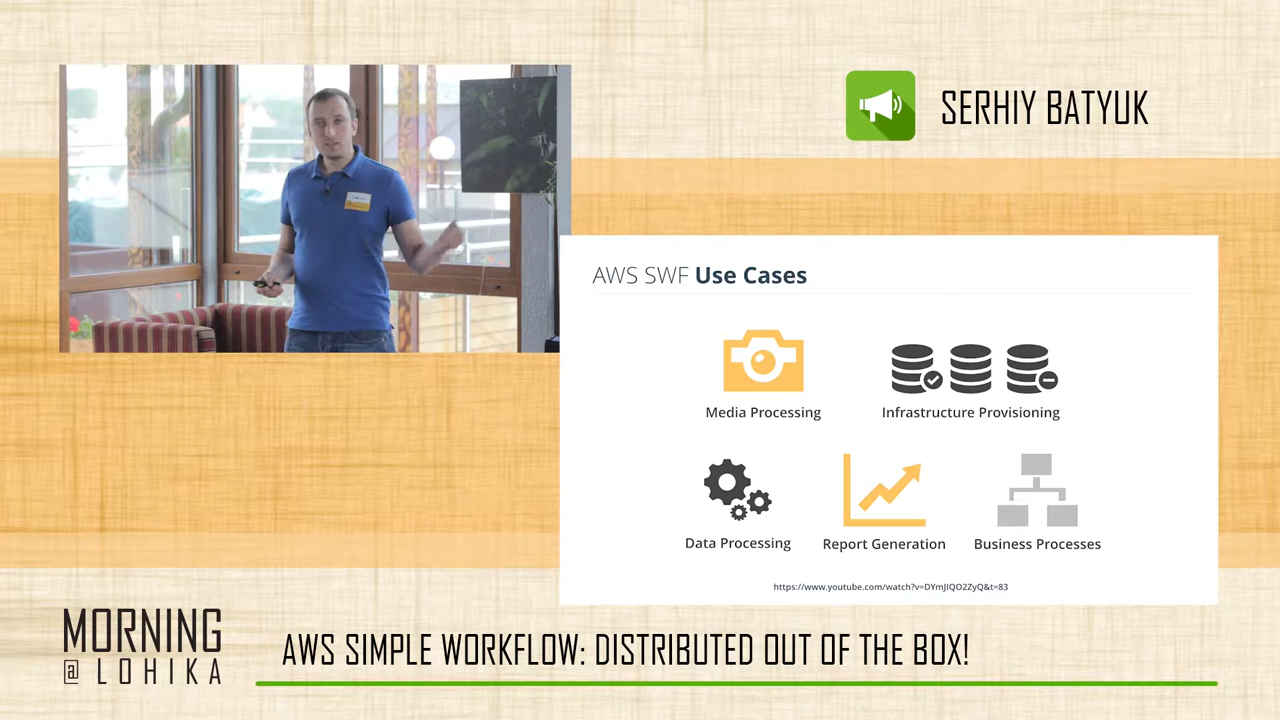 SERHIY BATYUK
AWS SWF Use Cases
Media Processing
Infrastructure Provisioning
Data Processing
Report Generation
Business Processes
https://www.youtube.com/watch?v=DYmJlQO2ZyQ&t=83
MORNING
@ LOHIKA
AWS SIMPLE WORKFLOW: DISTRIBUTED OUT OF THE BOX!